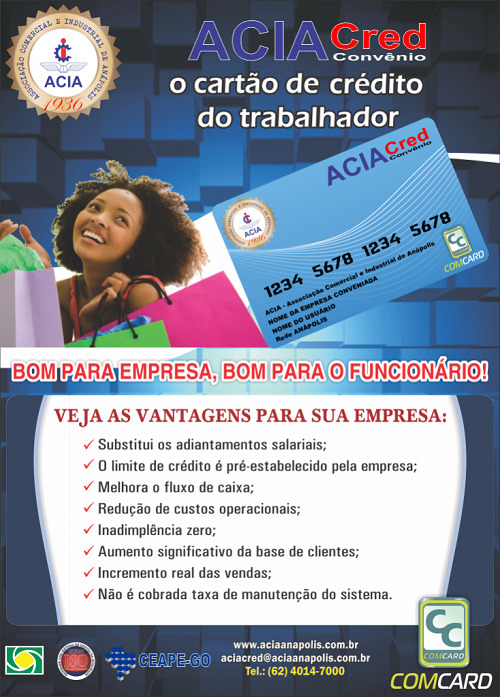 ASSOCIAÇÃO COMERCIAL E INDUSTRIAL DE ANÁPOLIS
ACIA
1936
ACIA Cred
Convênio
o cartão de crédito
do trabalhador
ACIA Cred
Convênio
ACIA
1936
1234 5678 1234 5678
ACIA - Associação Comercial e Industrial de Anápolis
NOME DA EMPRESA CONVENIADA
NOME DO USUÁRIO
Rede ANÁPOLIS
CC
COMCARD
BOM PARA EMPRESA, BOM PARA O FUNCIONÁRIO!
VEJA AS VANTAGENS PARA SUA EMPRESA:
✓ Substitui os adiantamentos salariais;
✓ O limite de crédito é pré-estabelecido pela empresa;
✓ Melhora o fluxo de caixa;
✓ Redução de custos operacionais;
✓ Inadimplência zero;
✓ Aumento significativo da base de clientes;
✓ Incremento real das vendas;
✓ Não é cobrada taxa de manutenção do sistema.
CC
COMCARD
CEAPE-GO
www.aciaanapolis.com.br
aciacred@aciaanapolis.com.br
Tel.: (62) 4014-7000
COMCARD